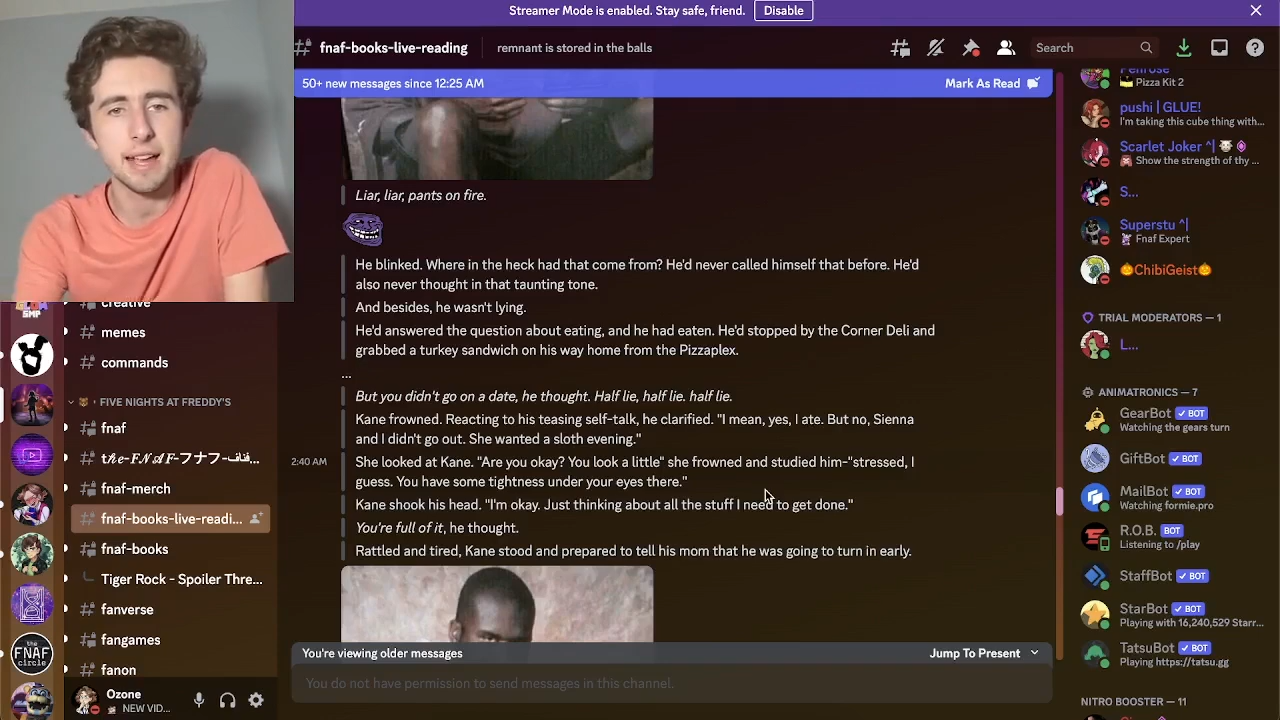 Streamer Mode is enabled. Stay safe, friend.
Disable
fnaf-books-live-reading
remnant is stored in the balls
Search
50+ new messages since 12:25 AM
Mark As Read
Liar, liar, pants on fire.
He blinked. Where in the heck had that come from? He'd never called himself that before. He'd
also never thought in that taunting tone.
And besides, he wasn't lying.
He'd answered the question about eating, and he had eaten. He'd stopped by the Corner Deli and
grabbed a turkey sandwich on his way home from the Pizzaplex.
...
But you didn't go on a date, he thought. Half lie, half lie. half lie.
Kane frowned. Reacting to his teasing self-talk, he clarified. "I mean, yes, I ate. But no, Sienna
and I didn't go out. She wanted a sloth evening."
2:40 AM
She looked at Kane. "Are you okay? You look a little" she frowned and studied him-"stressed, I
guess. You have some tightness under your eyes there."
Kane shook his head. "I'm okay. Just thinking about all the stuff I need to get done."
You're full of it, he thought.
Rattled and tired, Kane stood and prepared to tell his mom that he was going to turn in early.
You're viewing older messages
Jump To Present
You do not have permission to send messages in this channel.
creative
memes
commands
FIVE NIGHTS AT FREDDY'S
fnaf
fnaf-merch
fnaf-books-live-readi...
fnaf-books
Tiger Rock - Spoiler Thre...
fanverse
fangames
fanon
the
FNAF
circle
Ozone
NEW VID...
Penrose
Pizza Kit 2
pushi | GLUE!
I'm taking this cube thing with...
Scarlet Joker ^|
Show the strength of thy ...
S...
Superstu ^|
Fnaf Expert
🎃ChibiGeist🎃
TRIAL MODERATORS — 1
L...
ANIMATRONICS — 7
GearBot ✓ BOT
Watching the gears turn
GiftBot ✓ BOT
MailBot ✓ BOT
Watching formie.pro
R.O.B. BOT
Listening to /play
StaffBot ✓ BOT
StarBot ✓ BOT
Playing with 16,240,529 Starr...
TatsuBot ✓ BOT
Playing https://tatsu.gg
NITRO BOOSTER — 11